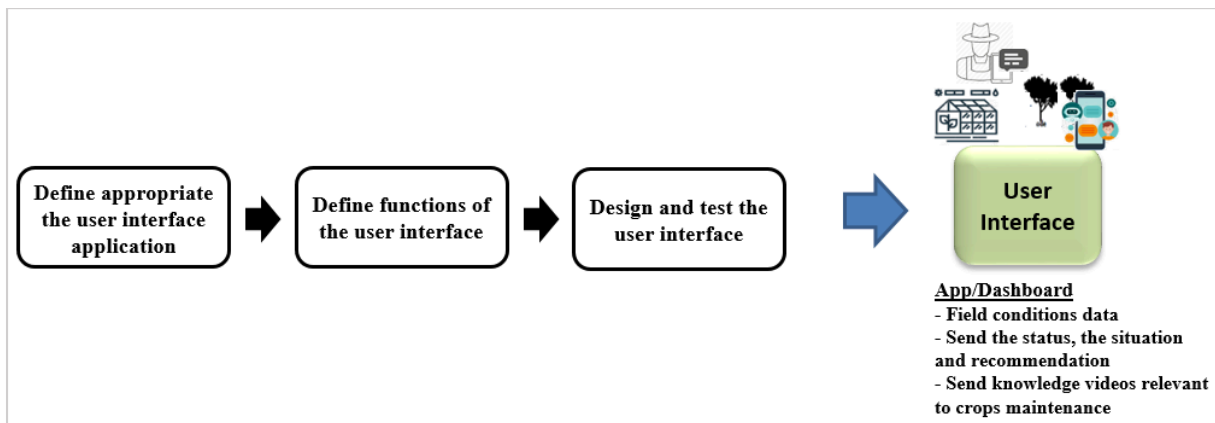 Define appropriate
the user interface
application
Define functions of
the user interface
Design and test the
user interface
User
Interface
App/Dashboard
- Field conditions data
- Send the status, the situation
and recommendation
- Send knowledge videos relevant
to crops maintenance